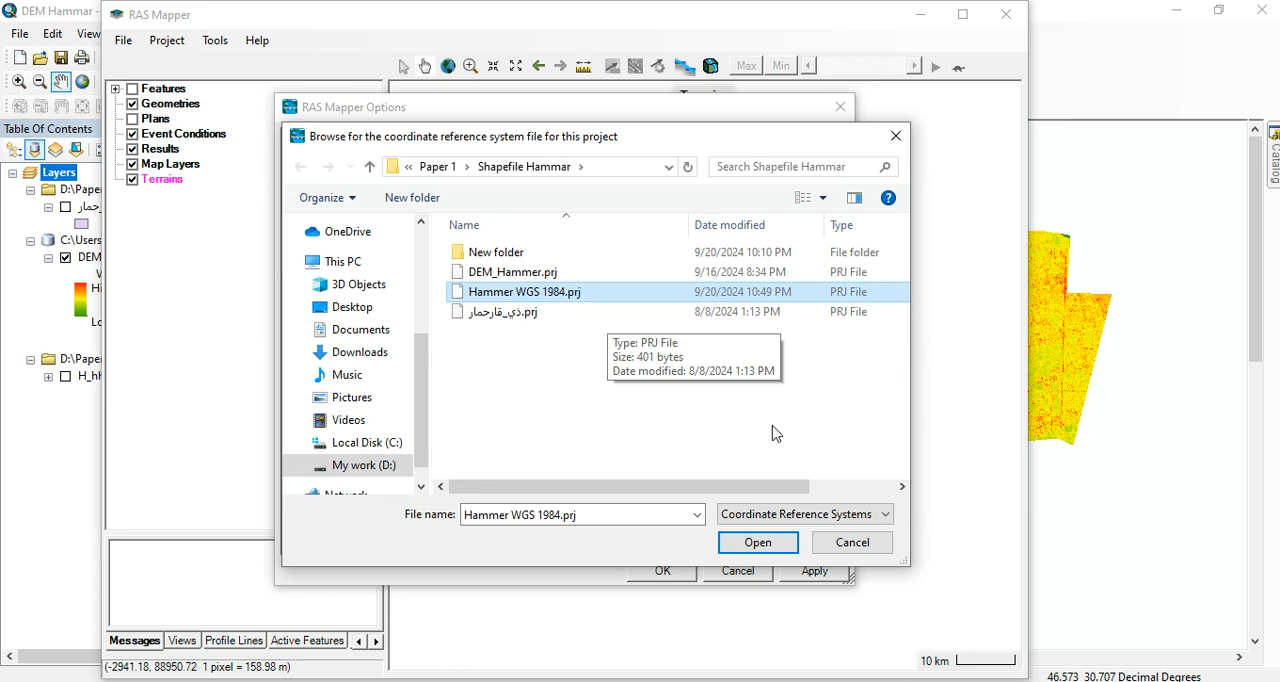 DEM Hammar -
File Edit View
Table Of Contents
Layers
D:\Pape
حمار
C:\Users
DEM
V
Hi
Lo
D:\Pape
H_hh
RAS Mapper
File Project Tools Help
Max Min
Features
Geometries
Plans
Event Conditions
Results
Map Layers
Terrains
RAS Mapper Options
Browse for the coordinate reference system file for this project
« Paper 1 › Shapefile Hammar ›
Search Shapefile Hammar
Organize New folder
OneDrive
This PC
3D Objects
Desktop
Documents
Downloads
Music
Pictures
Videos
Local Disk (C:)
My work (D:)
Network
Name Date modified Type
New folder 9/20/2024 10:10 PM File folder
DEM_Hammer.prj 9/16/2024 8:34 PM PRJ File
Hammer WGS 1984.prj 9/20/2024 10:49 PM PRJ File
ذي_قارحمار.prj 8/8/2024 1:13 PM PRJ File
Type: PRJ File
Size: 401 bytes
Date modified: 8/8/2024 1:13 PM
File name: Hammer WGS 1984.prj Coordinate Reference Systems
Open Cancel
OK Cancel Apply
Messages Views Profile Lines Active Features
(-2941.18, 88950.72 1 pixel = 158.98 m)
10 km
Catalog
46.573 30.707 Decimal Degrees